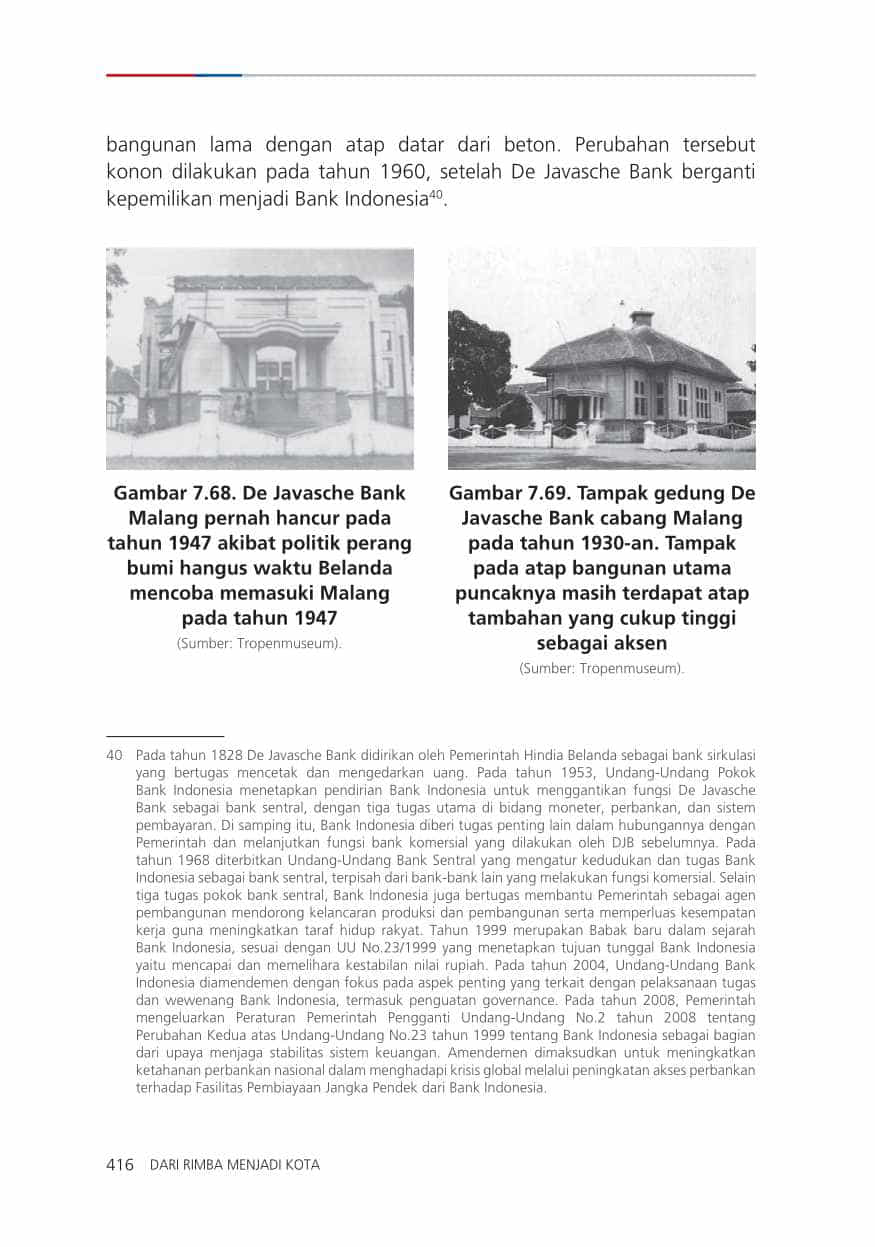 bangunan lama dengan atap datar dari beton. Perubahan tersebut
konon dilakukan pada tahun 1960, setelah De Javasche Bank berganti
kepemilikan menjadi Bank Indonesia⁴⁰.
Gambar 7.68. De Javasche Bank
Malang pernah hancur pada
tahun 1947 akibat politik perang
bumi hangus waktu Belanda
mencoba memasuki Malang
pada tahun 1947
(Sumber: Tropenmuseum).
Gambar 7.69. Tampak gedung De
Javasche Bank cabang Malang
pada tahun 1930-an. Tampak
pada atap bangunan utama
puncaknya masih terdapat atap
tambahan yang cukup tinggi
sebagai aksen
(Sumber: Tropenmuseum).
40 Pada tahun 1828 De Javasche Bank didirikan oleh Pemerintah Hindia Belanda sebagai bank sirkulasi
yang bertugas mencetak dan mengedarkan uang. Pada tahun 1953, Undang-Undang Pokok
Bank Indonesia menetapkan pendirian Bank Indonesia untuk menggantikan fungsi De Javasche
Bank sebagai bank sentral, dengan tiga tugas utama di bidang moneter, perbankan, dan sistem
pembayaran. Di samping itu, Bank Indonesia diberi tugas penting lain dalam hubungannya dengan
Pemerintah dan melanjutkan fungsi bank komersial yang dilakukan oleh DJB sebelumnya. Pada
tahun 1968 diterbitkan Undang-Undang Bank Sentral yang mengatur kedudukan dan tugas Bank
Indonesia sebagai bank sentral, terpisah dari bank-bank lain yang melakukan fungsi komersial. Selain
tiga tugas pokok bank sentral, Bank Indonesia juga bertugas membantu Pemerintah sebagai agen
pembangunan mendorong kelancaran produksi dan pembangunan serta memperluas kesempatan
kerja guna meningkatkan taraf hidup rakyat. Tahun 1999 merupakan Babak baru dalam sejarah
Bank Indonesia, sesuai dengan UU No.23/1999 yang menetapkan tujuan tunggal Bank Indonesia
yaitu mencapai dan memelihara kestabilan nilai rupiah. Pada tahun 2004, Undang-Undang Bank
Indonesia diamendemen dengan fokus pada aspek penting yang terkait dengan pelaksanaan tugas
dan wewenang Bank Indonesia, termasuk penguatan governance. Pada tahun 2008, Pemerintah
mengeluarkan Peraturan Pemerintah Pengganti Undang-Undang No.2 tahun 2008 tentang
Perubahan Kedua atas Undang-Undang No.23 tahun 1999 tentang Bank Indonesia sebagai bagian
dari upaya menjaga stabilitas sistem keuangan. Amendemen dimaksudkan untuk meningkatkan
ketahanan perbankan nasional dalam menghadapi krisis global melalui peningkatan akses perbankan
terhadap Fasilitas Pembiayaan Jangka Pendek dari Bank Indonesia.
416 DARI RIMBA MENJADI KOTA